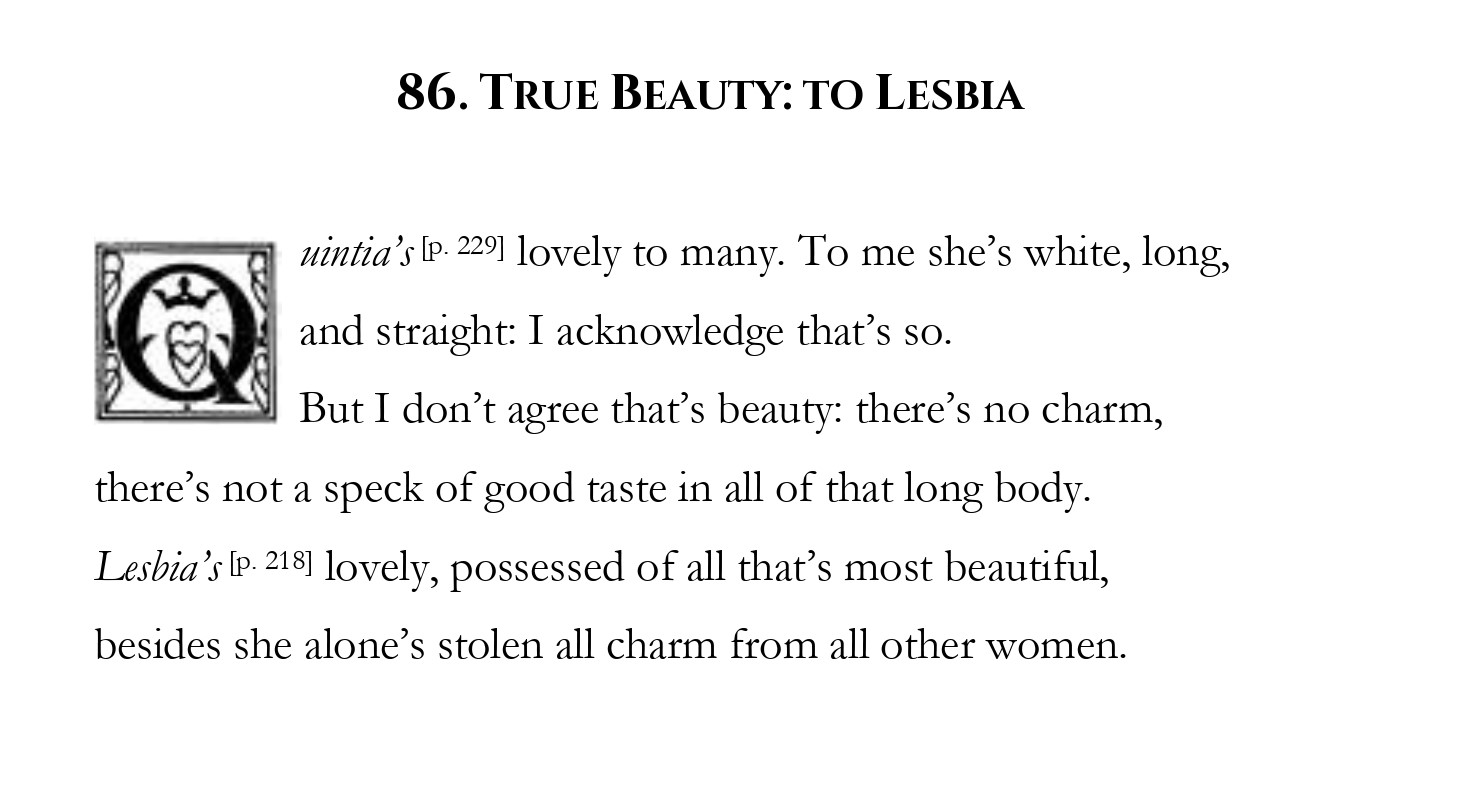 86. TRUE BEAUTY: TO LESBIA
Quintia’s [p. 229] lovely to many. To me she’s white, long,
and straight: I acknowledge that’s so.
But I don’t agree that’s beauty: there’s no charm,
there’s not a speck of good taste in all of that long body.
Lesbia’s [p. 218] lovely, possessed of all that’s most beautiful,
besides she alone’s stolen all charm from all other women.